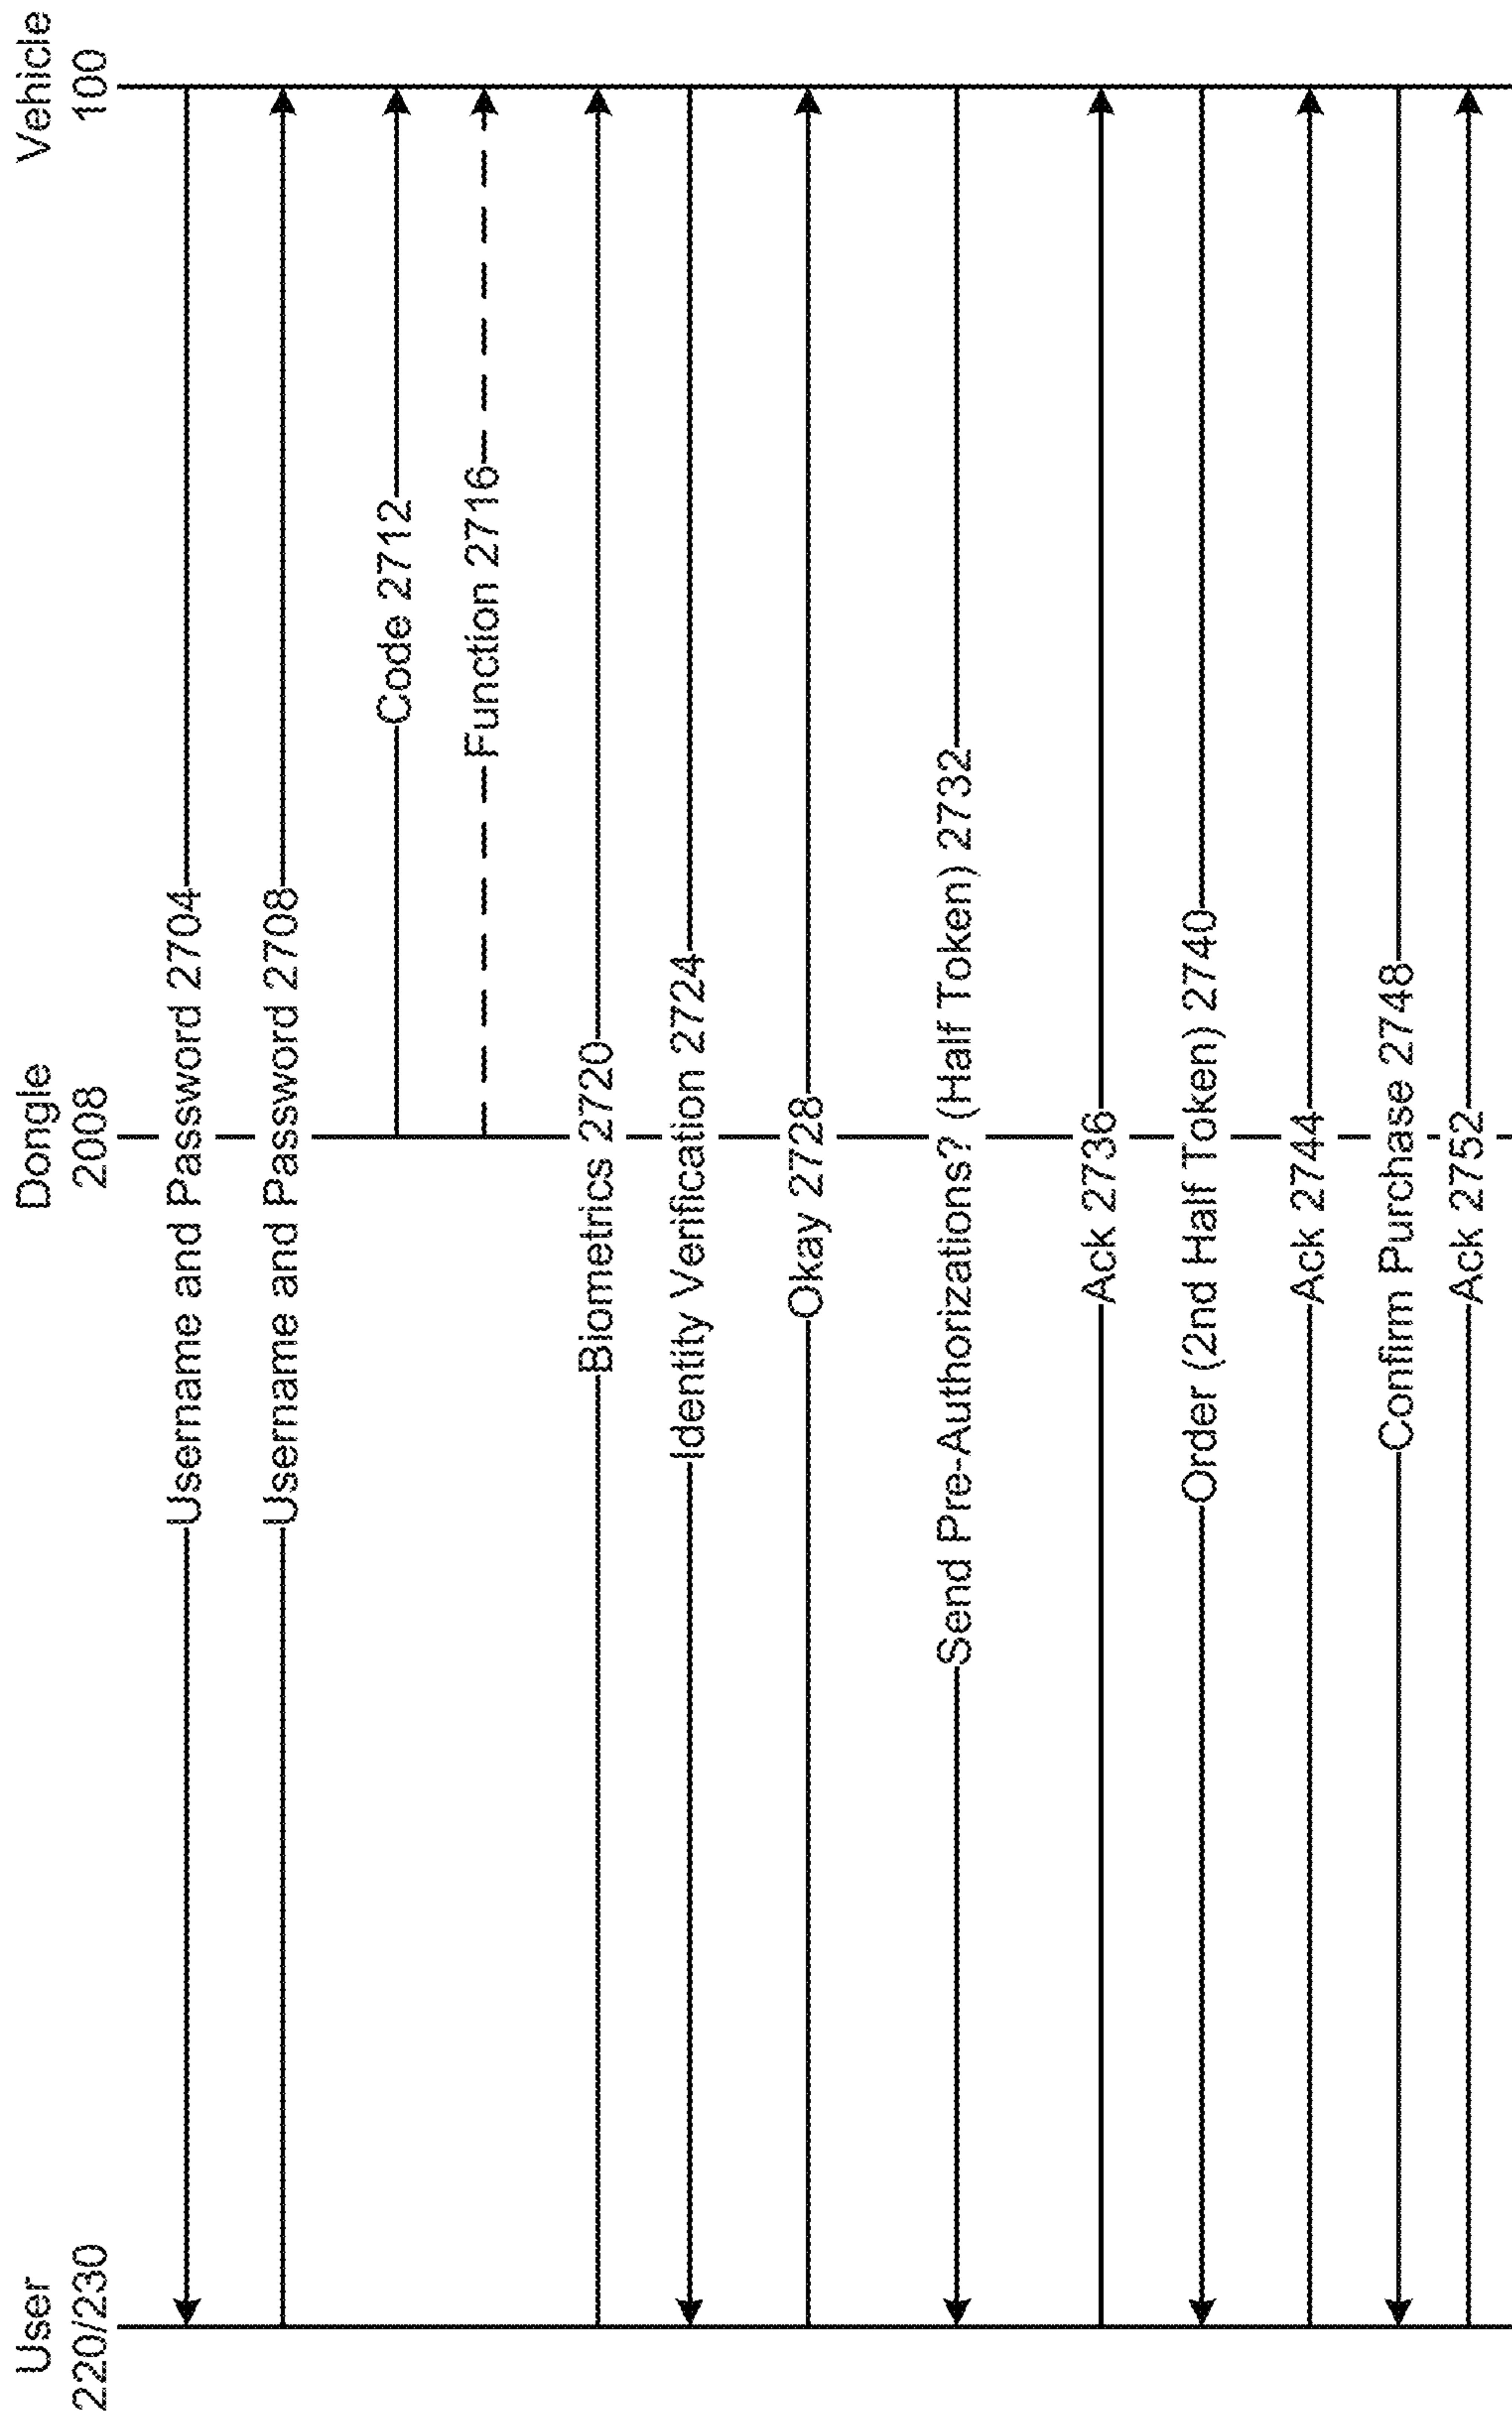 User
220/230
Dongle
2008
Vehicle
100
Username and Password 2704
Username and Password 2708
Code 2712
Function 2716
Biometrics 2720
Identity Verification 2724
Okay 2728
Send Pre-Authorizations? (Half Token) 2732
Ack 2736
Order (2nd Half Token) 2740
Ack 2744
Confirm Purchase 2748
Ack 2752